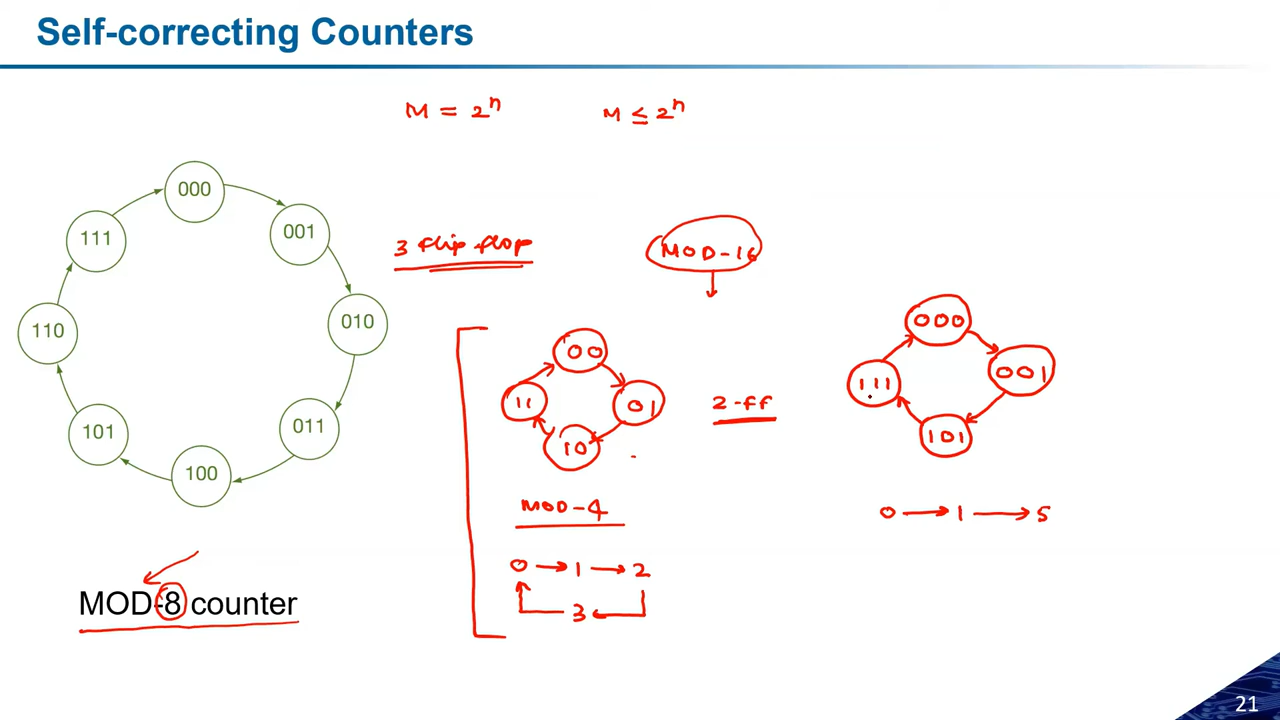 Self-correcting Counters
M = 2^n
M ≤ 2^n
000
001
010
011
100
101
110
111
MOD-8 counter
3 flip-flop
MOD-16
00
01
10
11
2-ff
MOD-4
0 → 1 → 2
3
000
001
101
111
0 → 1 → 5
21